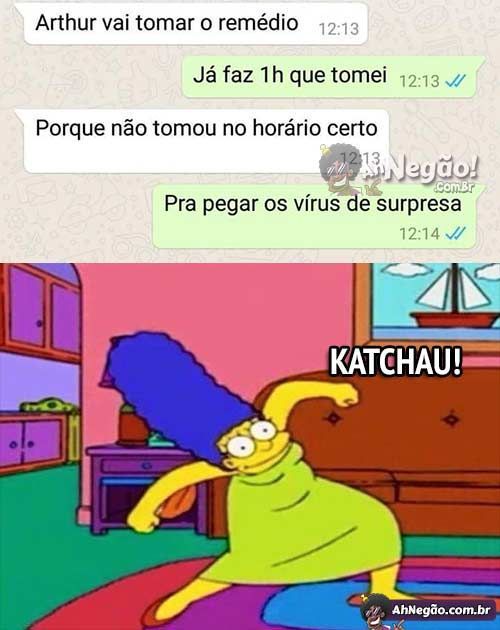 Arthur vai tomar o remédio 12:13
Já faz 1h que tomei 12:13
Porque não tomou no horário certo
12:13
AhNegão!
.com.Br
Pra pegar os vírus de surpresa
12:14
KATCHAU!
AhNegão.com.br